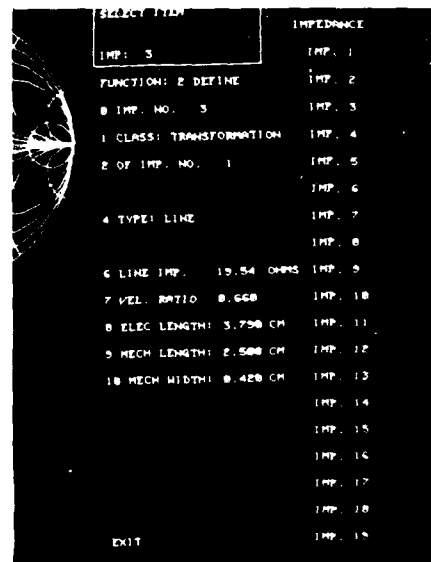 SELECT ITEM
IMP: 3
FUNCTION: 2 DEFINE
0 IMP. NO. 3
1 CLASS: TRANSFORMATION
2 OF IMP. NO. 1
4 TYPE: LINE
6 LINE IMP. 19.54 OHMS
7 VEL. RATIO 0.660
8 ELEC LENGTH: 3.790 CM
9 MECH LENGTH: 2.500 CM
10 MECH WIDTH: 0.420 CM
EXIT
IMPEDANCE
IMP. 1
IMP. 2
IMP. 3
IMP. 4
IMP. 5
IMP. 6
IMP. 7
IMP. 8
IMP. 9
IMP. 10
IMP. 11
IMP. 12
IMP. 13
IMP. 14
IMP. 15
IMP. 16
IMP. 17
IMP. 18
IMP. 19